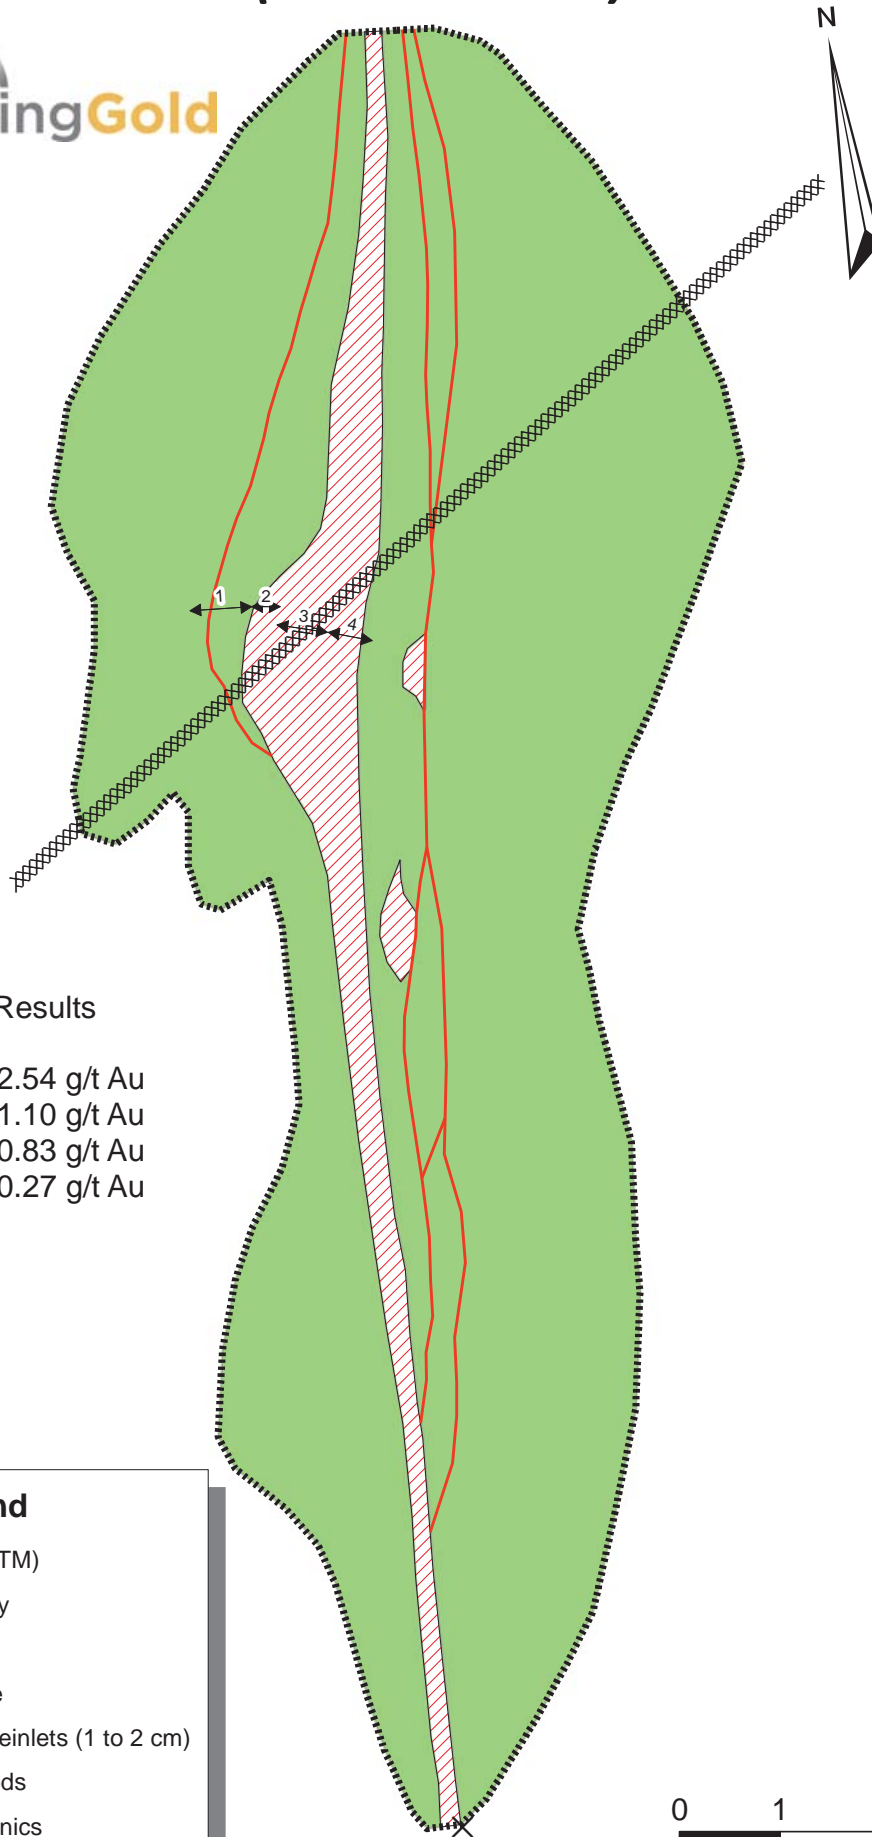 ingGold
N
1
2
3
4
Results
2.54 g/t Au
1.10 g/t Au
0.83 g/t Au
0.27 g/t Au
nd
TM)
y
e
einlets (1 to 2 cm)
ds
nics
0 1